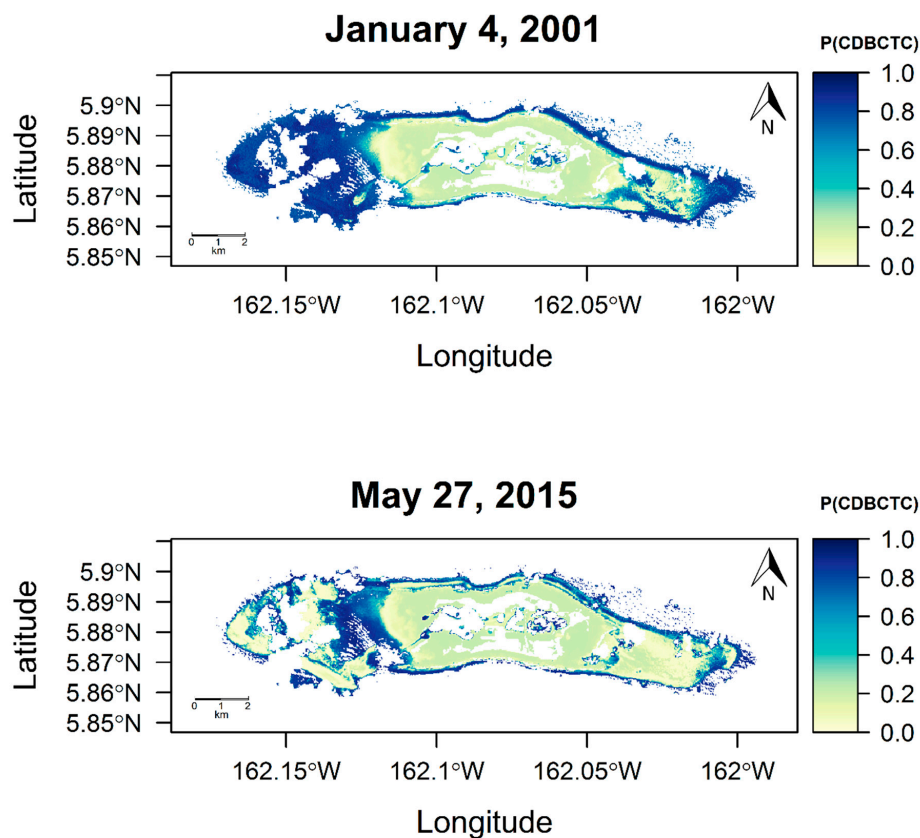 January 4, 2001
P(CDBCTC)
Latitude
5.9°N
5.89°N
5.88°N
5.87°N
5.86°N
5.85°N
N
0 1 2
km
1.0
0.8
0.6
0.4
0.2
0.0
162.15°W
162.1°W
162.05°W
162°W
Longitude
May 27, 2015
P(CDBCTC)
Latitude
5.9°N
5.89°N
5.88°N
5.87°N
5.86°N
5.85°N
N
0 1 2
km
1.0
0.8
0.6
0.4
0.2
0.0
162.15°W
162.1°W
162.05°W
162°W
Longitude